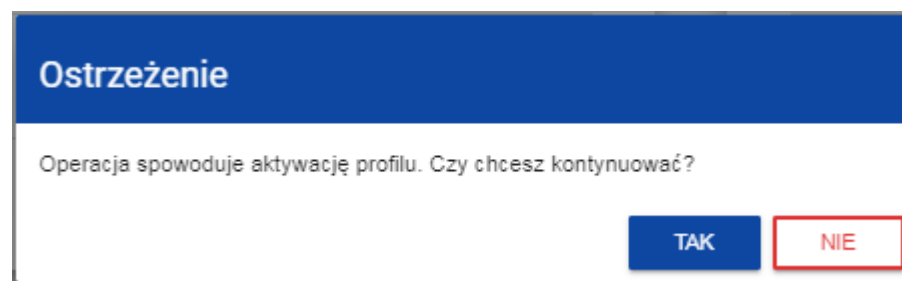 Ostrzeżenie
Operacja spowoduje aktywację profilu. Czy chcesz kontynuować?
TAK NIE